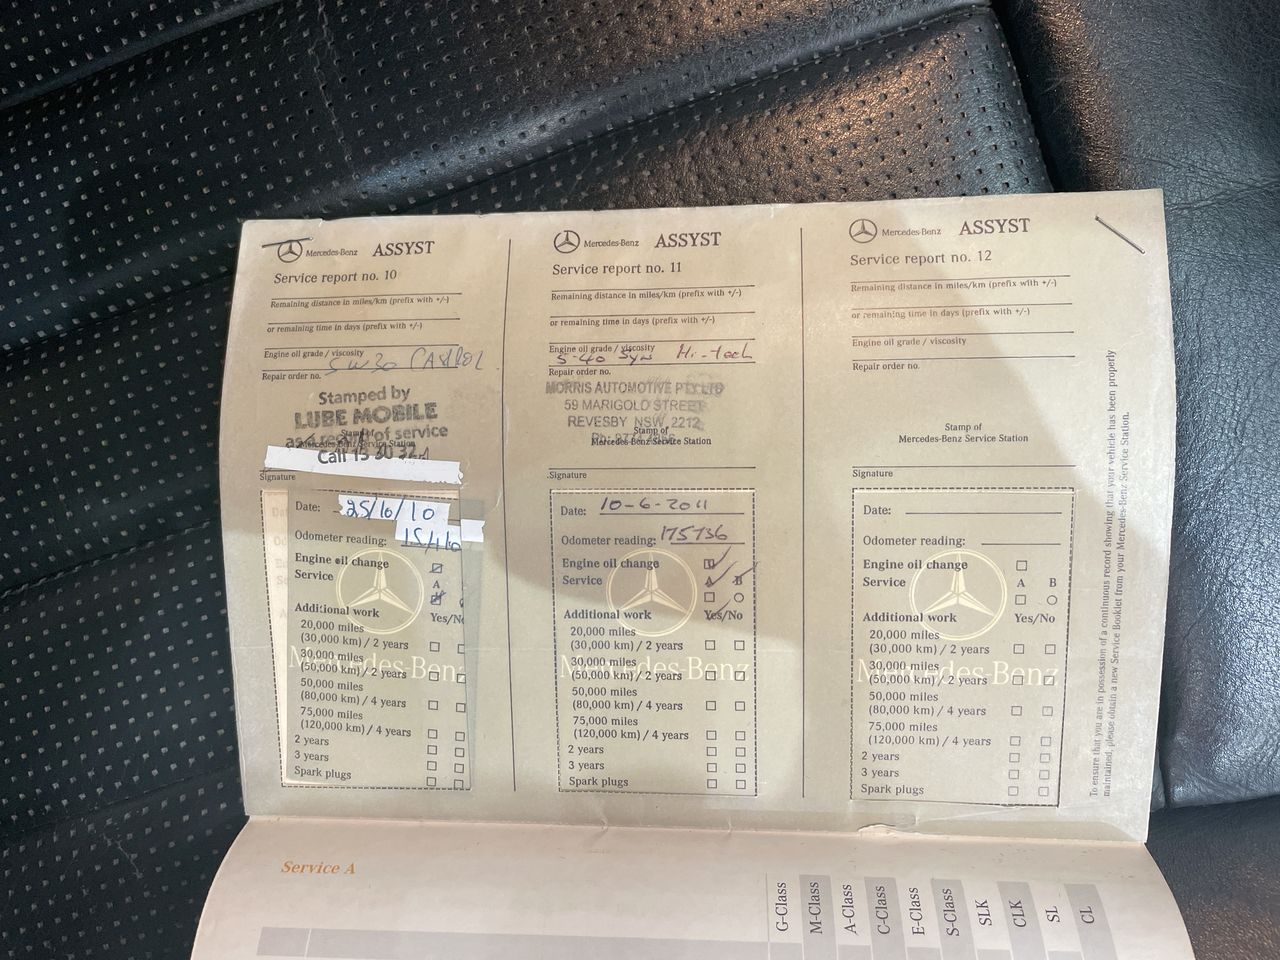 Mercedes-Benz ASSYST
Service report no. 10
Remaining distance in miles/km (prefix with +/-)
or remaining time in days (prefix with +/-)
Engine oil grade / viscosity
5W30 CASTROL
Repair order no.
Stamped by
LUBE MOBILE
as a result of service
Stamp of
Mercedes-Benz Service Station
Call 13 30 32
Signature
Date: 25/10/10
Odometer reading:
Engine oil change
Service
A
Additional work Yes/No
20,000 miles
(30,000 km) / 2 years
30,000 miles
(50,000 km) / 2 years
50,000 miles
(80,000 km) / 4 years
75,000 miles
(120,000 km) / 4 years
2 years
3 years
Spark plugs
Mercedes-Benz
Mercedes-Benz ASSYST
Service report no. 11
Remaining distance in miles/km (prefix with +/-)
or remaining time in days (prefix with +/-)
Engine oil grade / viscosity
5-40 Syn Hi-tech
Repair order no.
MORRIS AUTOMOTIVE PTY LTD
59 MARIGOLD STREET
REVESBY NSW 2212
Stamp of
Mercedes-Benz Service Station
Signature
Date: 10-6-2011
Odometer reading: 175736
Engine oil change
Service A B
Additional work Yes/No
20,000 miles
(30,000 km) / 2 years
30,000 miles
(50,000 km) / 2 years
50,000 miles
(80,000 km) / 4 years
75,000 miles
(120,000 km) / 4 years
2 years
3 years
Spark plugs
Mercedes-Benz
Mercedes-Benz ASSYST
Service report no. 12
Remaining distance in miles/km (prefix with +/-)
or remaining time in days (prefix with +/-)
Engine oil grade / viscosity
Repair order no.
Stamp of
Mercedes-Benz Service Station
Signature
Date:
Odometer reading:
Engine oil change
Service A B
Additional work Yes/No
20,000 miles
(30,000 km) / 2 years
30,000 miles
(50,000 km) / 2 years
50,000 miles
(80,000 km) / 4 years
75,000 miles
(120,000 km) / 4 years
2 years
3 years
Spark plugs
Mercedes-Benz
To ensure that you are in possession of a continuous record showing that your vehicle has been properly
maintained, please obtain a new Service Booklet from your Mercedes-Benz Service Station.
Service A
G-Class
M-Class
A-Class
C-Class
E-Class
S-Class
SLK
CLK
SL
CL